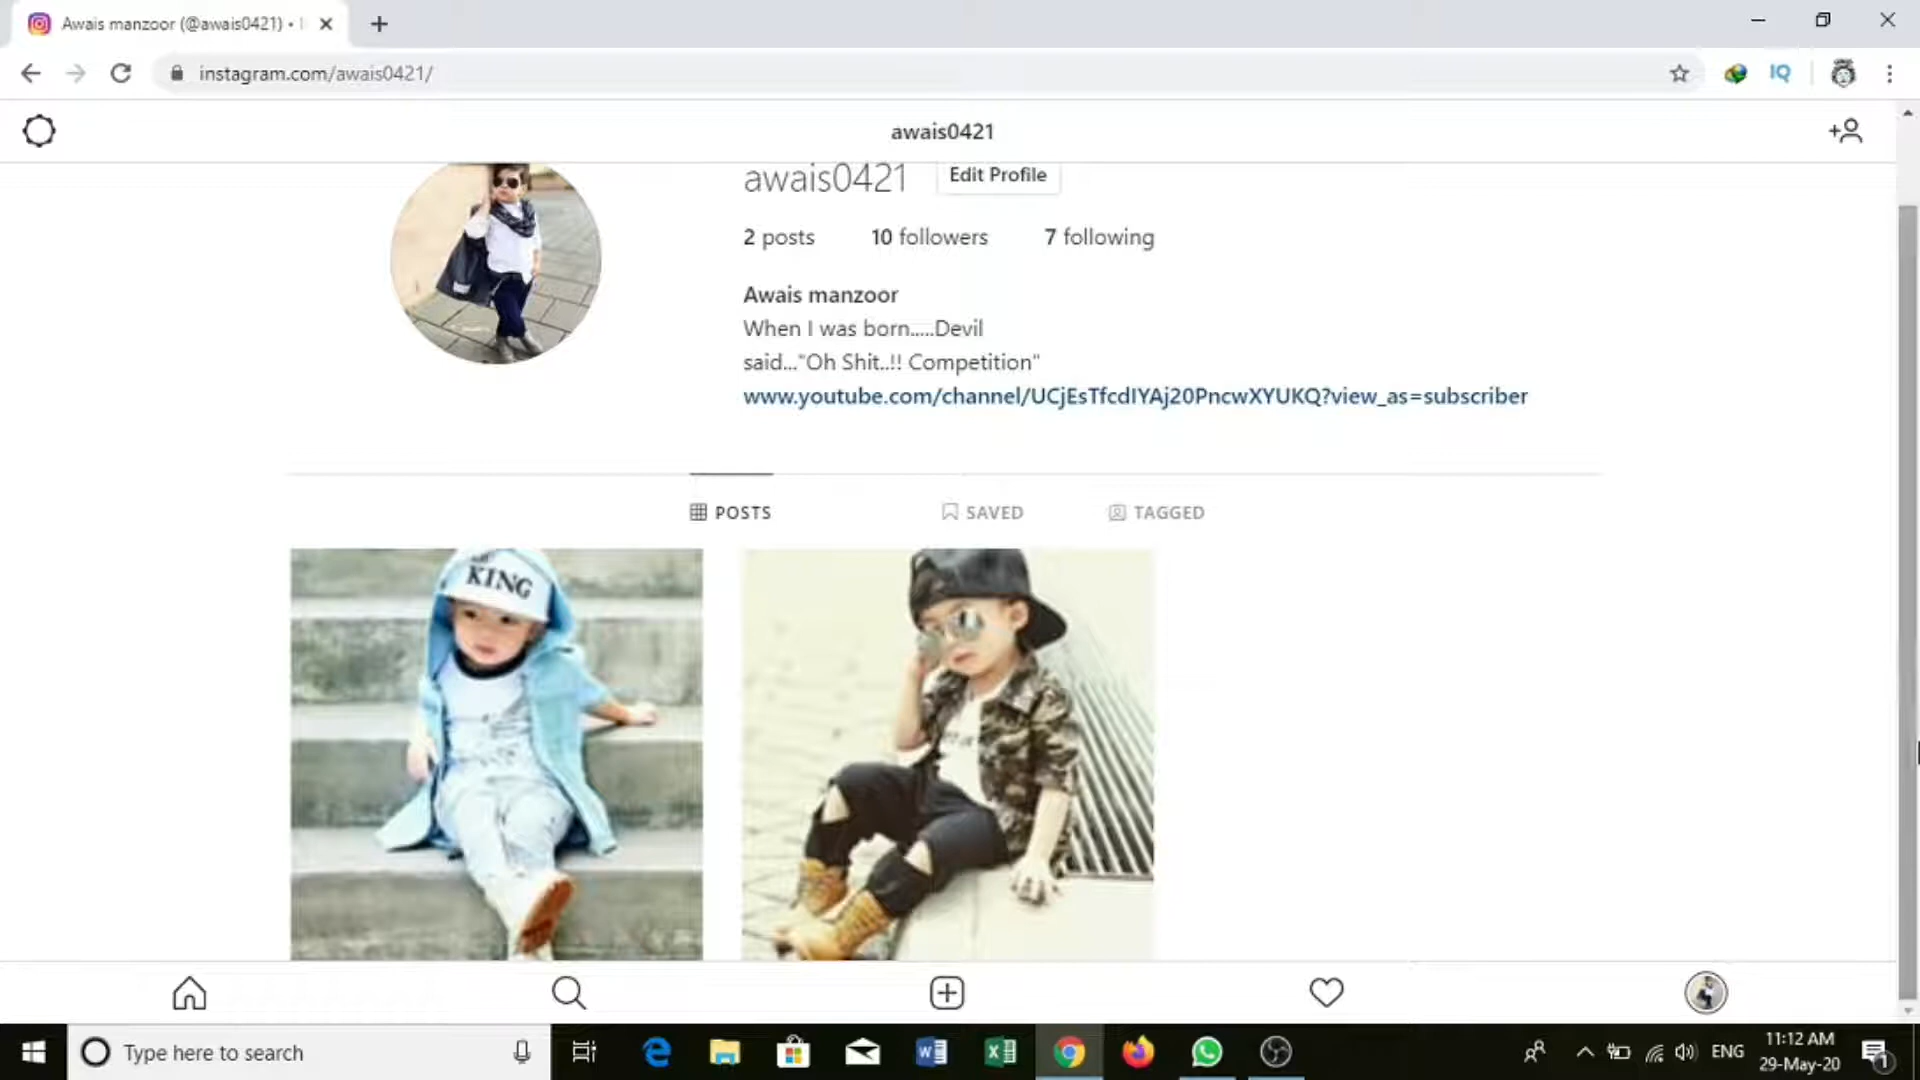 Awais manzoor (@awais0421) •
instagram.com/awais0421/
IQ
awais0421
awais0421 Edit Profile
2 posts 10 followers 7 following
Awais manzoor
When I was born.....Devil
said..."Oh Shit..!! Competition"
www.youtube.com/channel/UCjEsTfcdIYAj20PncwXYUKQ?view_as=subscriber
POSTS SAVED TAGGED
KING
Type here to search
ENG
11:12 AM
29-May-20
1